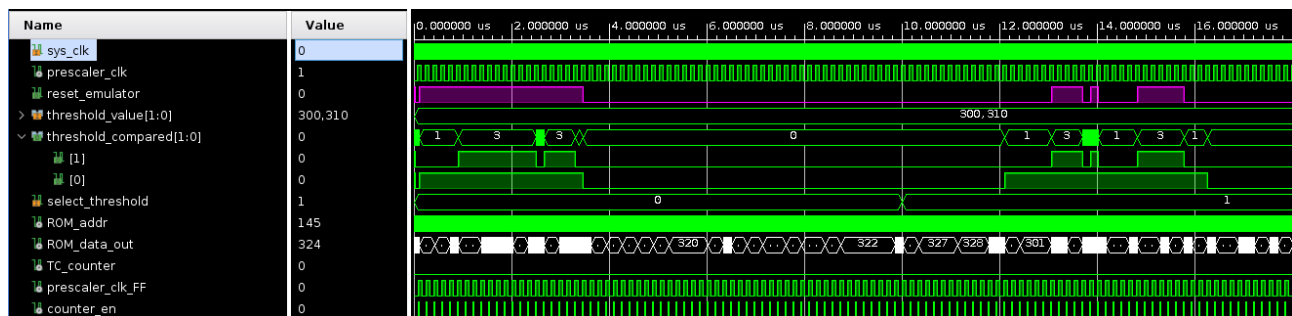 Name Value 0.000000 us 2.000000 us 4.000000 us 6.000000 us 8.000000 us 10.000000 us 12.000000 us 14.000000 us 16.000000 us
sys_clk 0
prescaler_clk 1
reset_emulator 0
threshold_value[1:0] 300,310 300,310
threshold_compared[1:0] 0 1 3 3 0 1 3 1 3 1
[1] 0
[0] 0
select_threshold 1 0 1
ROM_addr 145
ROM_data_out 324 320 322 327 328 301
TC_counter 0
prescaler_clk_FF 0
counter_en 0